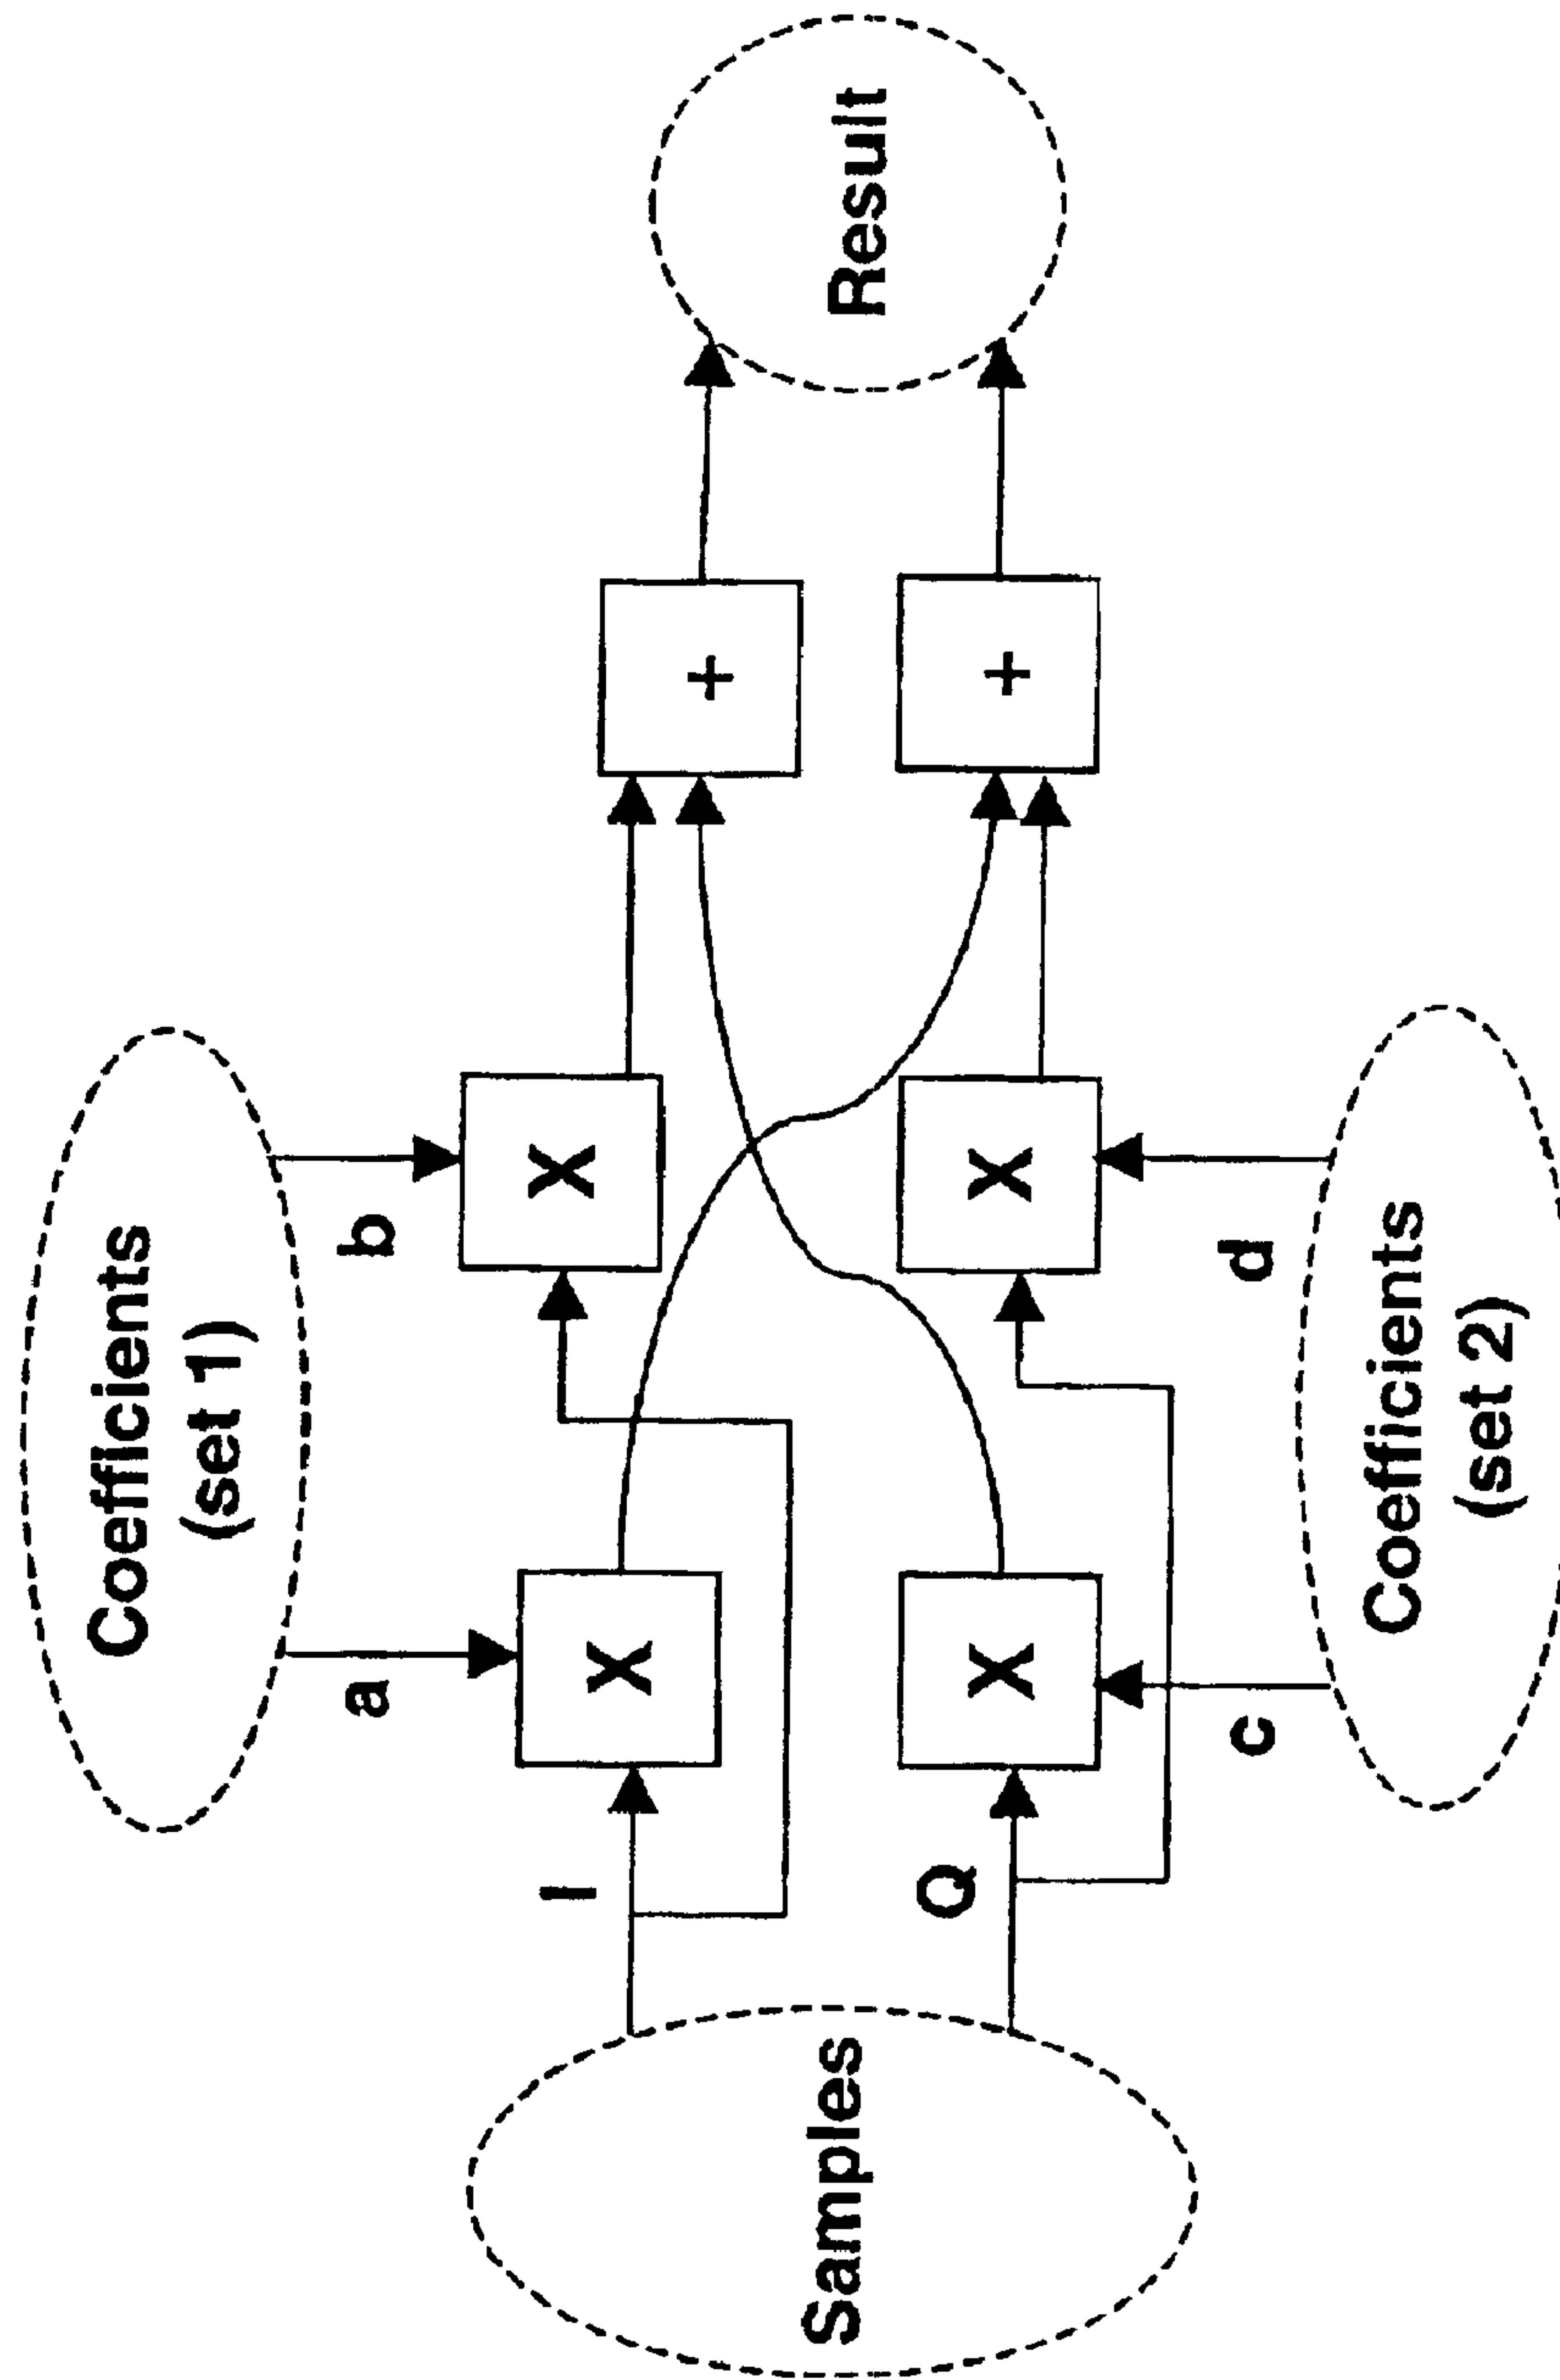 Coefficients
(set 1)
a
b
I
X
X
+
Samples
Result
Q
X
X
+
c
d
Coefficients
(set 2)